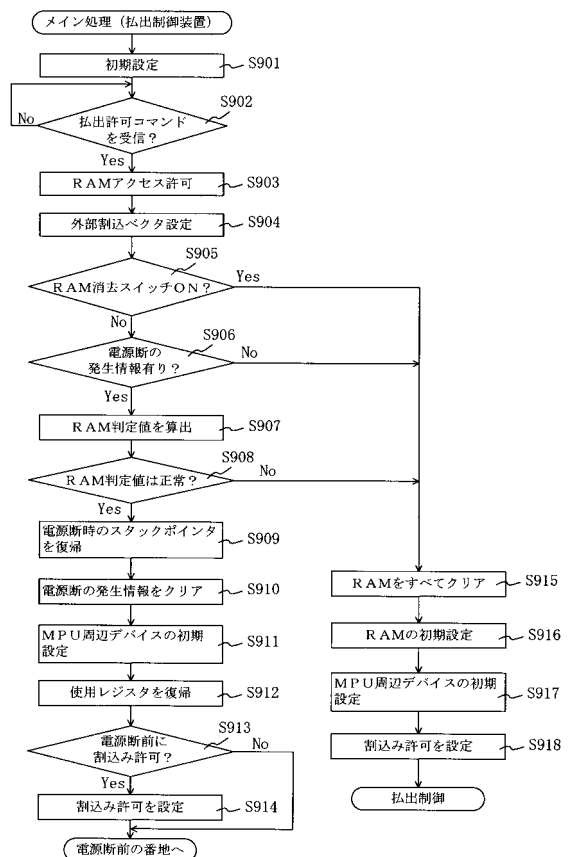 メイン処理（払出制御装置）
初期設定
S901
S902
No
払出許可コマンド
を受信？
Yes
ＲＡＭアクセス許可
S903
外部割込ベクタ設定
S904
S905
Yes
ＲＡＭ消去スイッチＯＮ？
No
S906
電源断の
発生情報有り？
No
Yes
ＲＡＭ判定値を算出
S907
S908
No
ＲＡＭ判定値は正常？
Yes
電源断時のスタックポインタ
を復帰
S909
電源断の発生情報をクリア
S910
ＭＰＵ周辺デバイスの初期
設定
S911
使用レジスタを復帰
S912
S913
電源断前に
割込み許可？
No
Yes
割込み許可を設定
S914
電源断前の番地へ
ＲＡＭをすべてクリア
S915
ＲＡＭの初期設定
S916
ＭＰＵ周辺デバイスの初期
設定
S917
割込み許可を設定
S918
払出制御